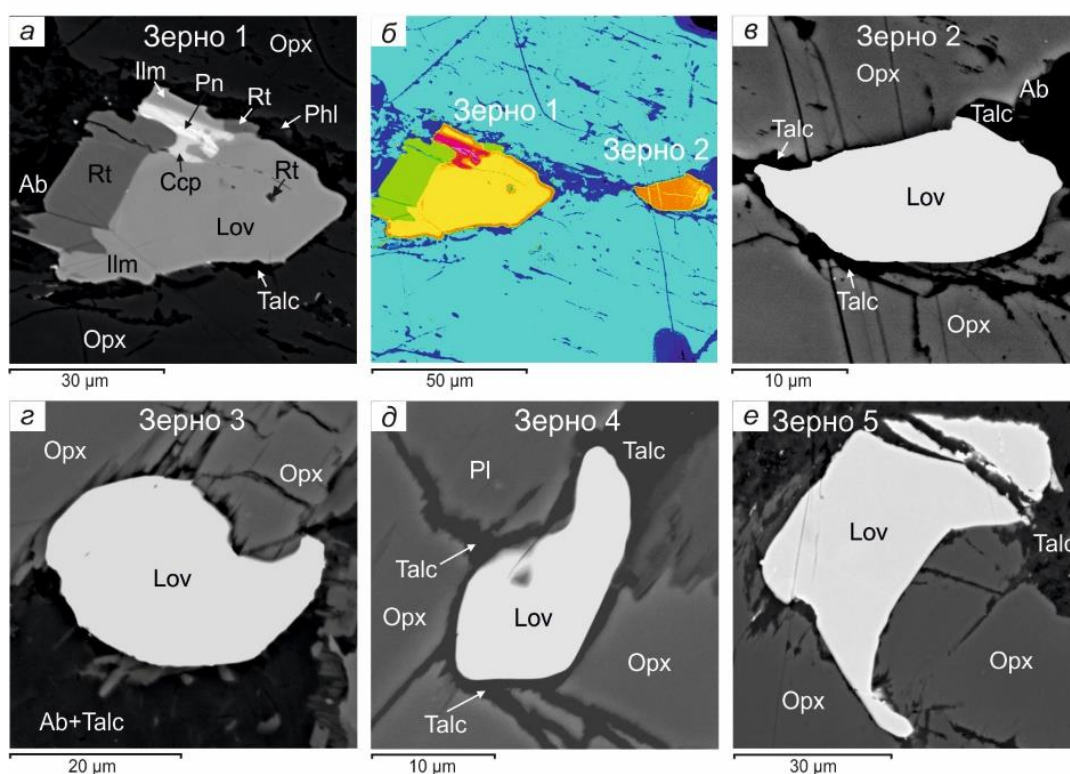 а
Зерно 1
Opx
Ilm
Pn
Rt
Phl
Ab
Rt
Ccp
Rt
Lov
Ilm
Talc
Opx
30 µm
б
Зерно 1
Зерно 2
50 µm
в
Зерно 2
Opx
Ab
Talc
Talc
Lov
Talc
Opx
10 µm
г
Зерно 3
Opx
Opx
Lov
Ab+Talc
20 µm
д
Зерно 4
Talc
Pl
Talc
Opx
Lov
Opx
Talc
10 µm
е
Зерно 5
Lov
Talc
Opx
Opx
30 µm